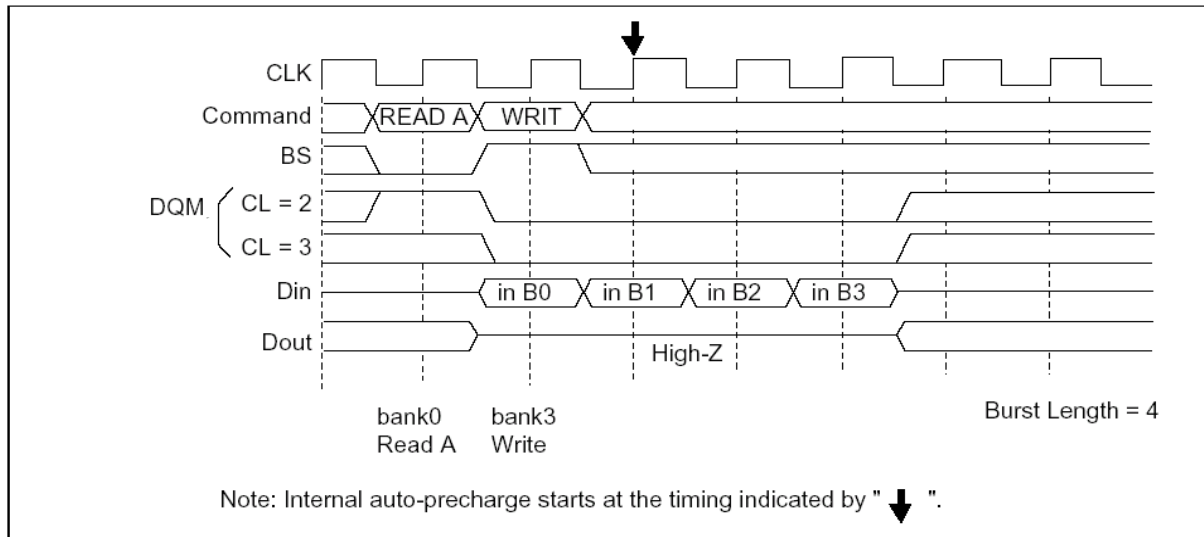 CLK
Command READ A WRIT
BS
DQM CL = 2
CL = 3
Din in B0 in B1 in B2 in B3
Dout High-Z
bank0 bank3 Burst Length = 4
Read A Write
Note: Internal auto-precharge starts at the timing indicated by " ".